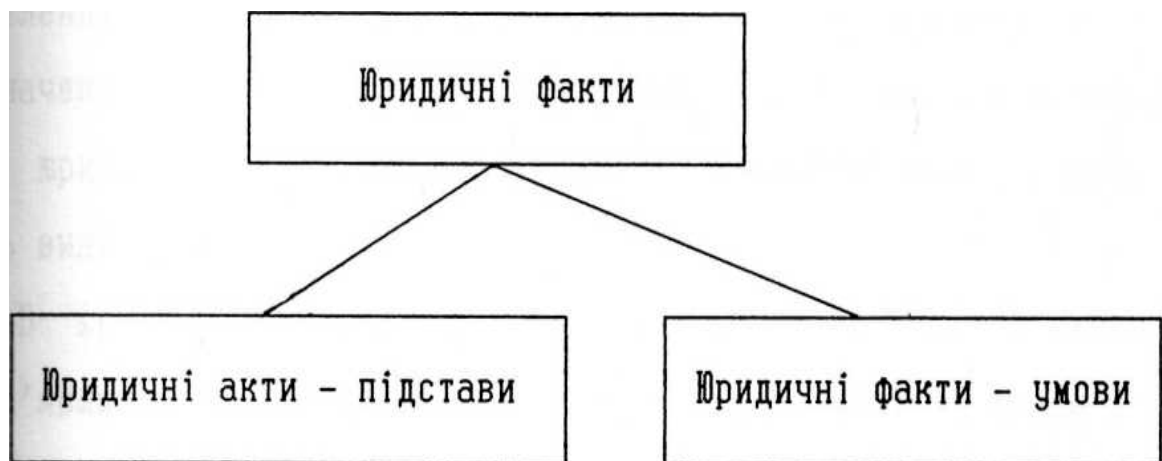 Юридичні факти
Юридичні акти - підстави
Юридичні факти - умови